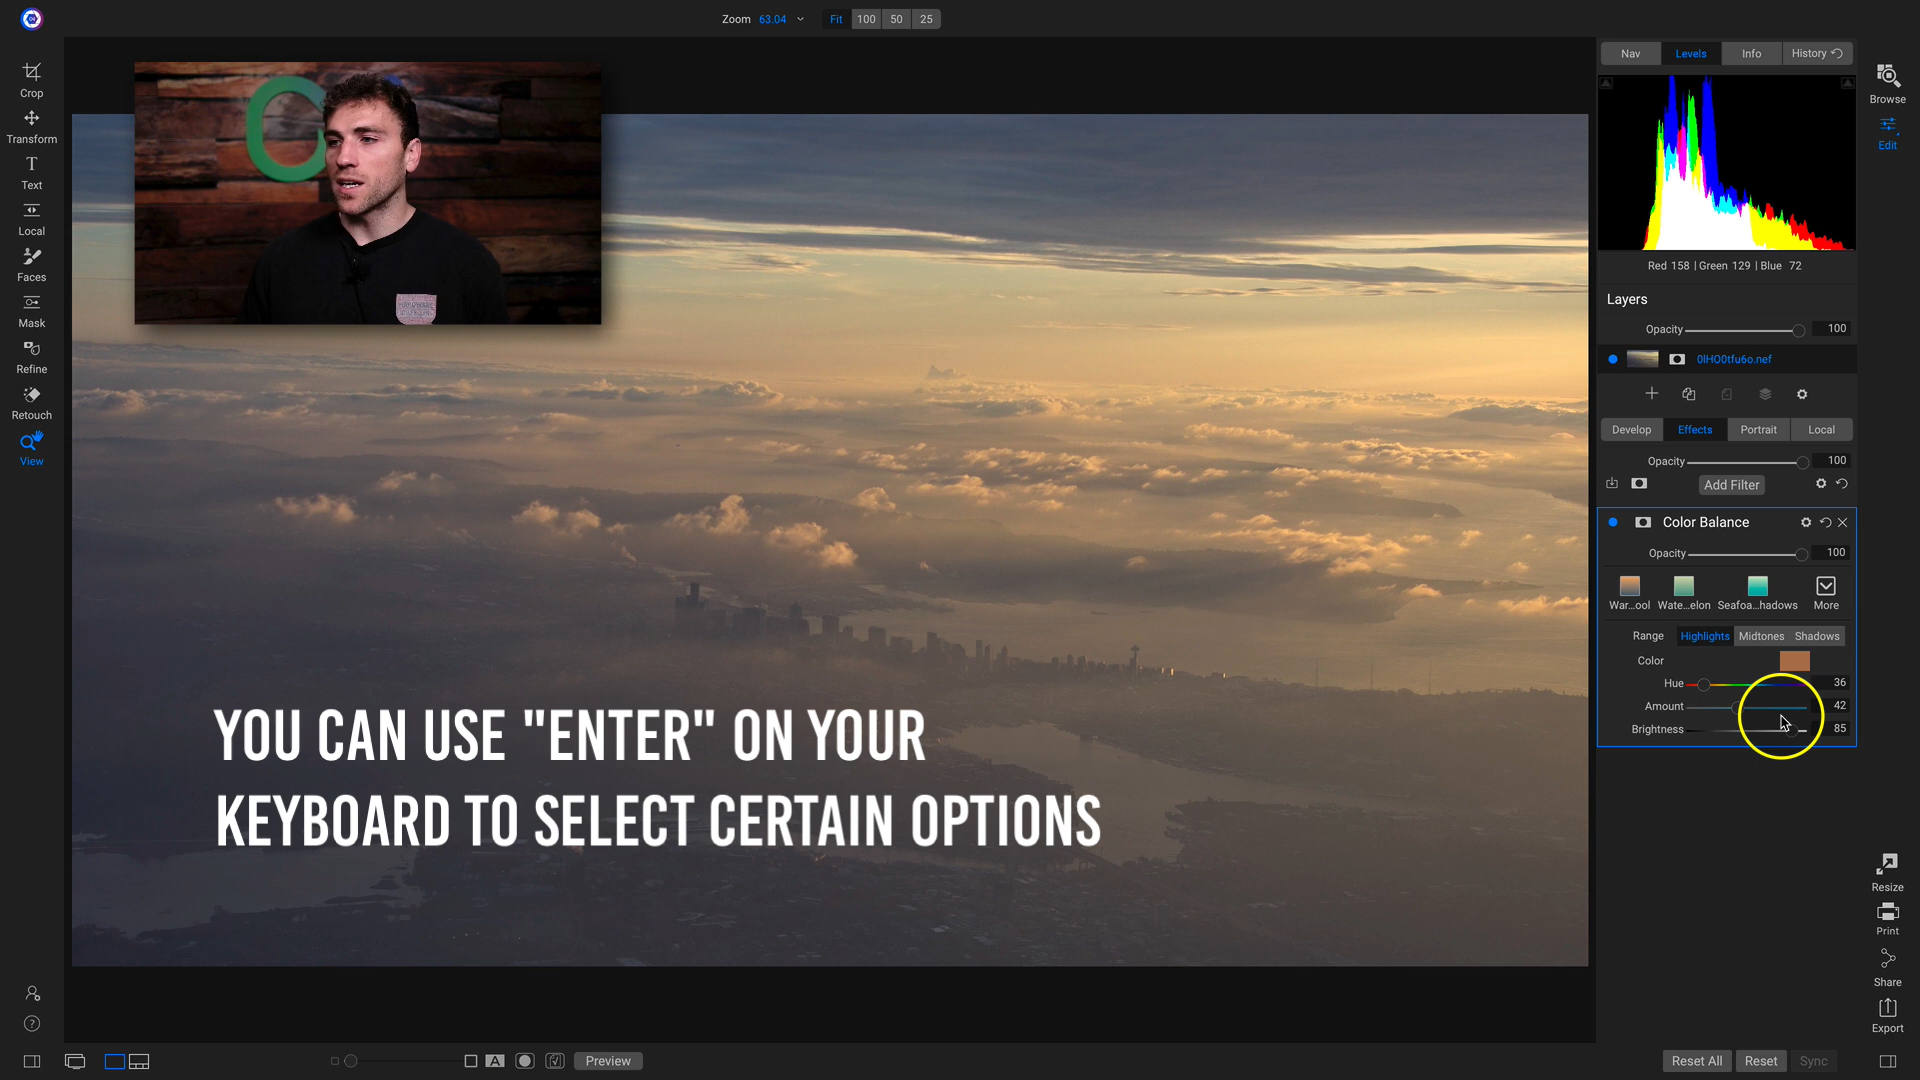 Zoom 63.04 Fit 100 50 25
Nav Levels Info History
Crop
Transform
Text
Local
Faces
Mask
Refine
Retouch
View
Browse
Edit
Red 158 | Green 129 | Blue 72
Layers
Opacity 100
0IHO0tfu6o.nef
Develop Effects Portrait Local
Opacity 100
Add Filter
Color Balance
Opacity 100
War...ool Wate...elon Seafoa...hadows More
Range Highlights Midtones Shadows
Color
Hue 36
Amount 42
Brightness 85
YOU CAN USE "ENTER" ON YOUR
KEYBOARD TO SELECT CERTAIN OPTIONS
Resize
Print
Share
Export
A Preview
Reset All Reset Sync